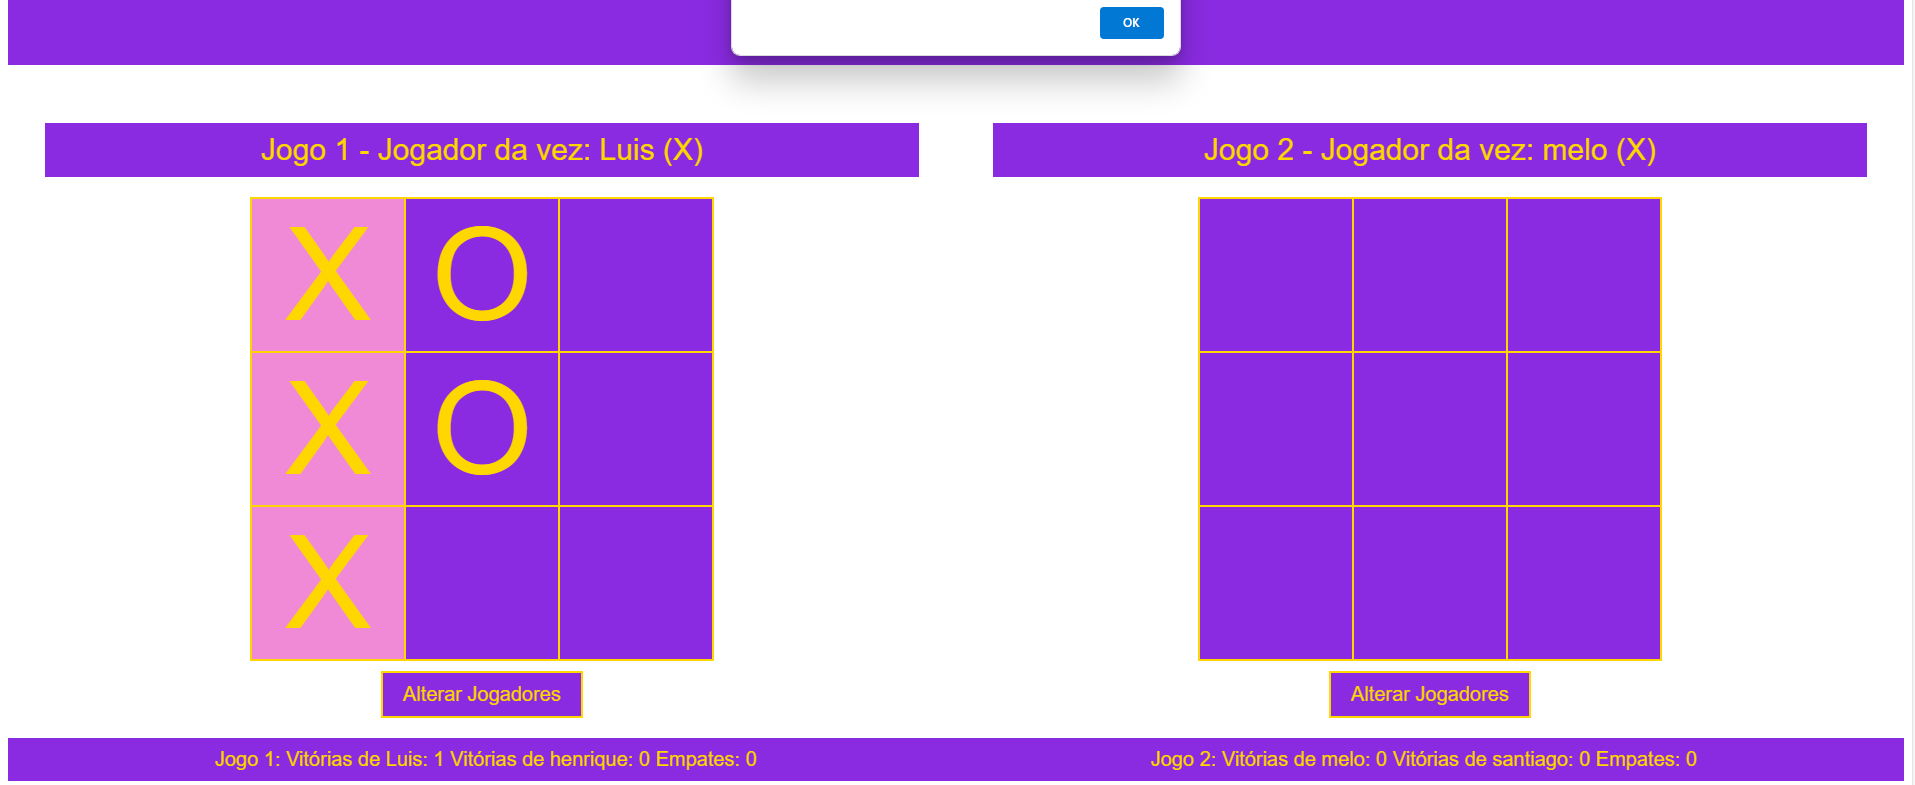 OK
Jogo 1 - Jogador da vez: Luis (X)
Jogo 2 - Jogador da vez: melo (X)
X O
X O
X
Alterar Jogadores
Alterar Jogadores
Jogo 1: Vitórias de Luis: 1 Vitórias de henrique: 0 Empates: 0
Jogo 2: Vitórias de melo: 0 Vitórias de santiago: 0 Empates: 0